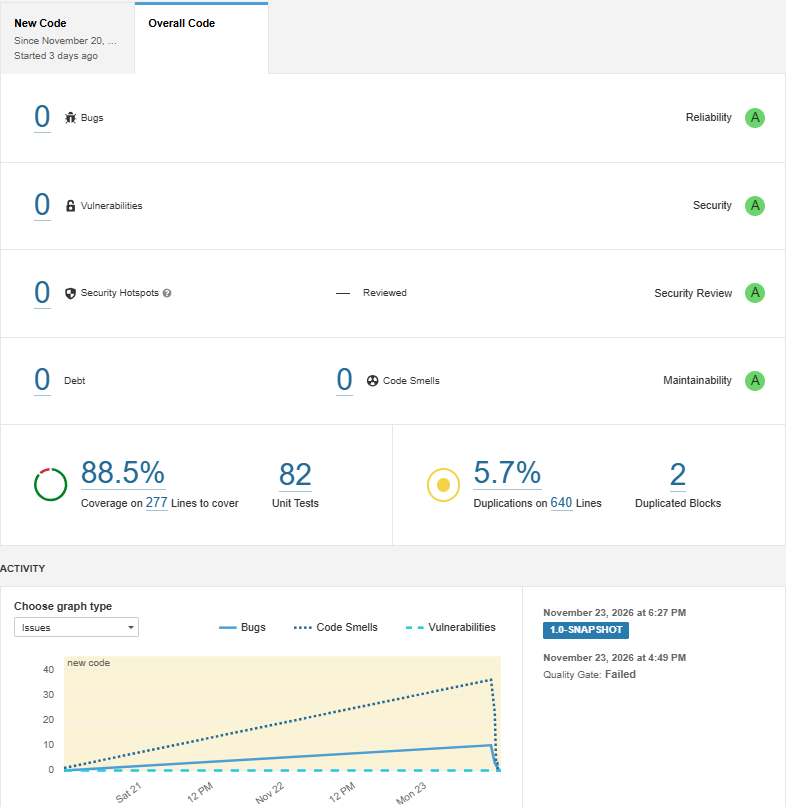 New Code
Since November 20, ...
Started 3 days ago
Overall Code
0 Bugs Reliability A
0 Vulnerabilities Security A
0 Security Hotspots ? — Reviewed Security Review A
0 Debt 0 Code Smells Maintainability A
88.5% 82 5.7% 2
Coverage on 277 Lines to cover Unit Tests Duplications on 640 Lines Duplicated Blocks
ACTIVITY
Choose graph type
Issues
Bugs Code Smells Vulnerabilities
new code
40
30
20
10
0
Sat 21 12 PM Nov 22 12 PM Mon 23
November 23, 2026 at 6:27 PM
1.0-SNAPSHOT
November 23, 2026 at 4:49 PM
Quality Gate: Failed